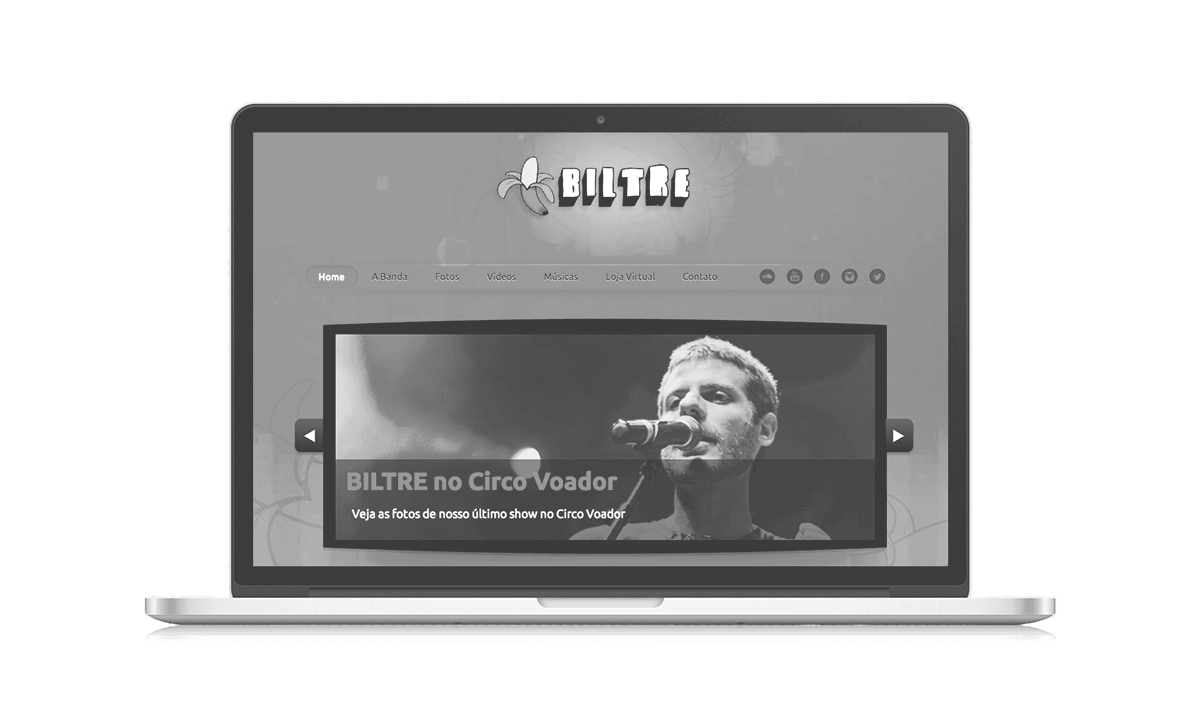 BILTRE
Home A Banda Fotos Vídeos Músicas Loja Virtual Contato
BILTRE no Circo Voador
Veja as fotos de nosso último show no Circo Voador